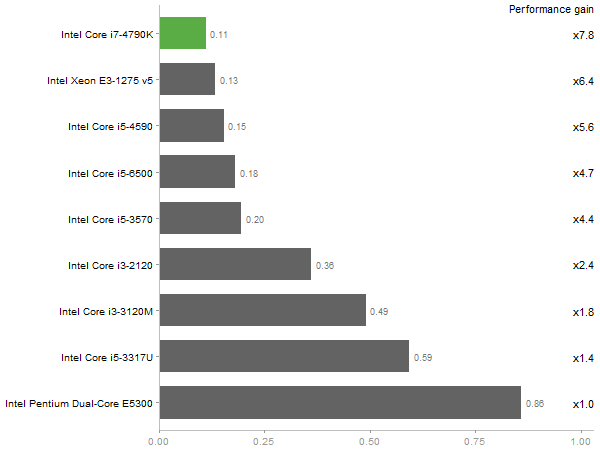 Performance gain
Intel Core i7-4790K 0.11 x7.8
Intel Xeon E3-1275 v5 0.13 x6.4
Intel Core i5-4590 0.15 x5.6
Intel Core i5-6500 0.18 x4.7
Intel Core i5-3570 0.20 x4.4
Intel Core i3-2120 0.36 x2.4
Intel Core i3-3120M 0.49 x1.8
Intel Core i5-3317U 0.59 x1.4
Intel Pentium Dual-Core E5300 0.86 x1.0
0.00 0.25 0.50 0.75 1.00